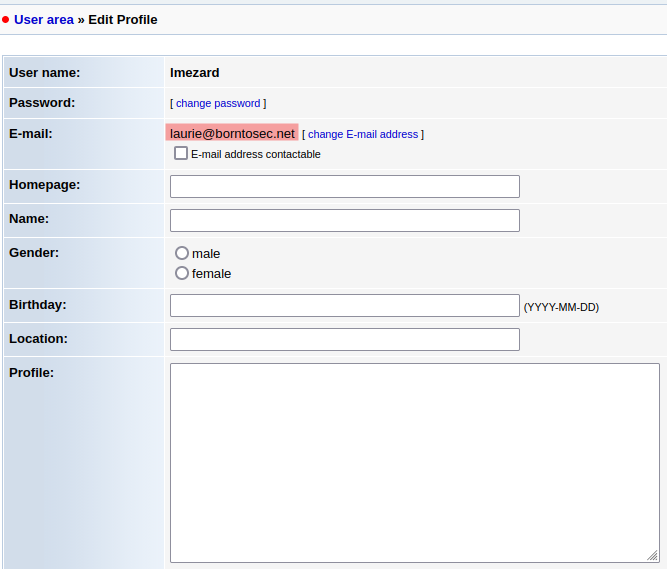 User area » Edit Profile
User name: lmezard
Password: [ change password ]
E-mail: laurie@borntosec.net [ change E-mail address ]
E-mail address contactable
Homepage:
Name:
Gender: male
female
Birthday: (YYYY-MM-DD)
Location:
Profile: